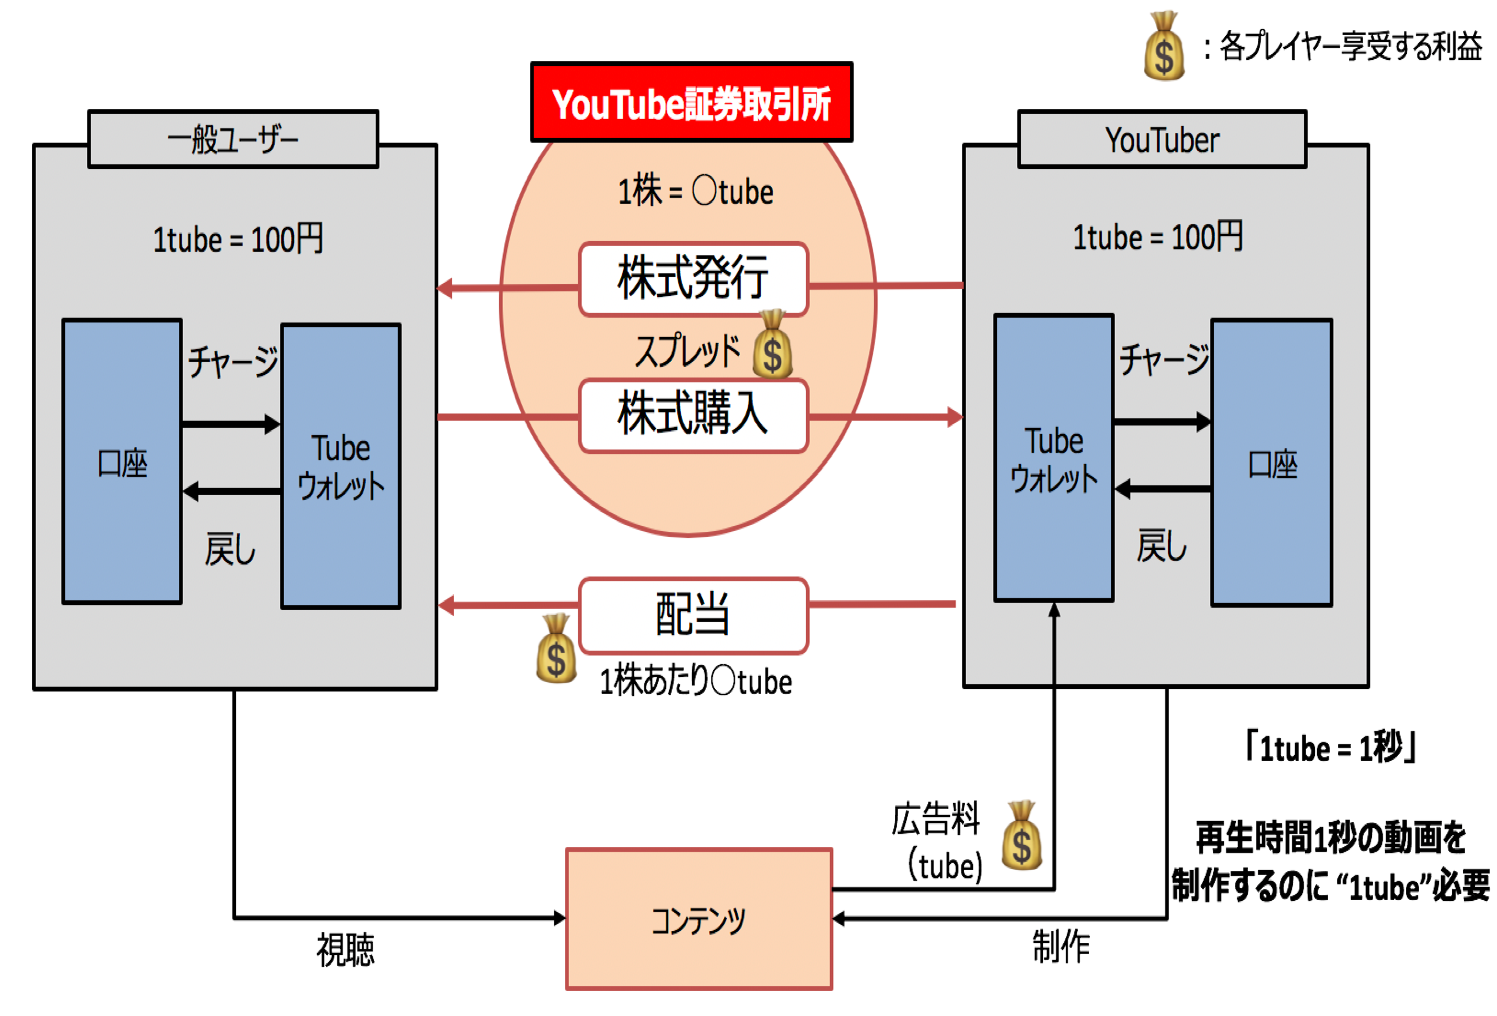 ：各プレイヤー享受する利益
YouTube証券取引所
一般ユーザー
YouTuber
1株 = ○tube
1tube = 100円
1tube = 100円
株式発行
スプレッド
株式購入
チャージ
口座
Tube
ウォレット
戻し
チャージ
Tube
ウォレット
口座
戻し
配当
1株あたり○tube
「1tube = 1秒」
再生時間1秒の動画を
制作するのに “1tube”必要
広告料
（tube）
コンテンツ
視聴
制作